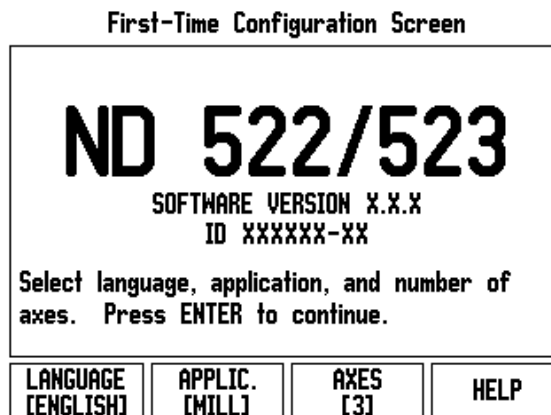 First-Time Configuration Screen
ND 522/523
SOFTWARE VERSION X.X.X
ID XXXXXX-XX
Select language, application, and number of
axes. Press ENTER to continue.
LANGUAGE
[ENGLISH]
APPLIC.
[MILL]
AXES
[3]
HELP